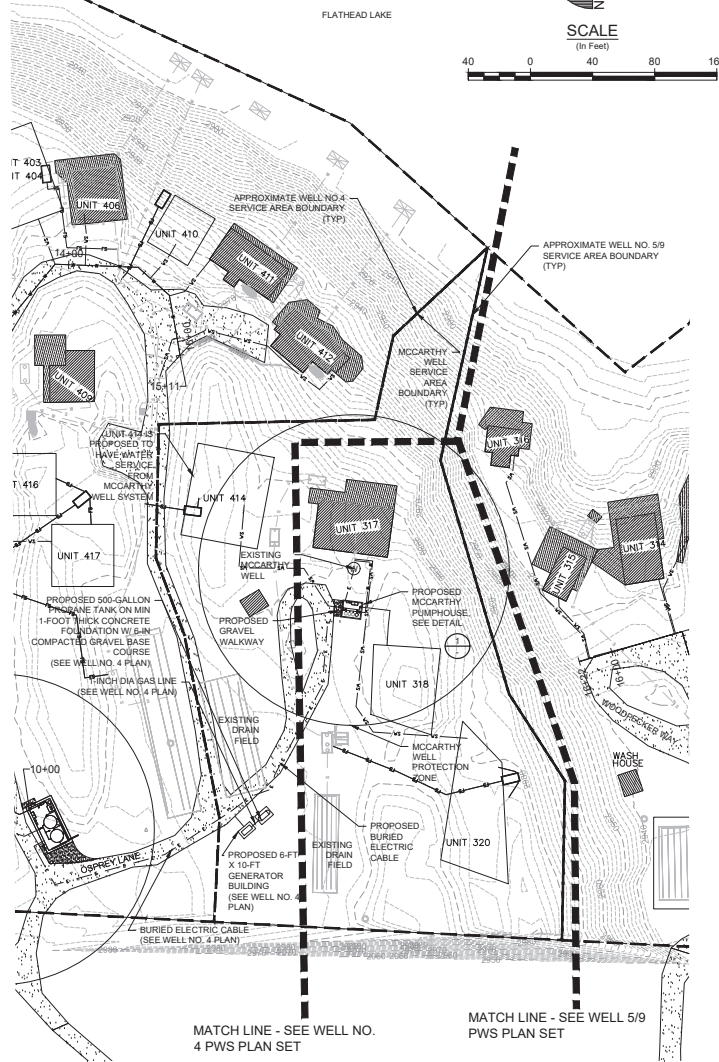 FLATHEAD LAKE
N
SCALE
(In Feet)
40 0 40 80 16
UNIT 404
UNIT 406
UNIT 410
UNIT 411
UNIT 412
14+00
15+11
UNIT 409
APPROXIMATE WELL NO.4
SERVICE AREA BOUNDARY
(TYP)
APPROXIMATE WELL NO. 5/9
SERVICE AREA BOUNDARY
(TYP)
MCCARTHY
WELL
SERVICE
AREA
BOUNDARY
(TYP)
UNIT 316
UNIT 315
UNIT 314
UNIT 414 IS
PROPOSED TO
HAVE WATER
SERVICE
FROM
MCCARTHY
WELL SYSTEM
T 416
UNIT 417
UNIT 414
UNIT 317
EXISTING
MCCARTHY
WELL
PROPOSED
GRAVEL
WALKWAY
PROPOSED
MCCARTHY
PUMPHOUSE,
SEE DETAIL
1
UNIT 318
PROPOSED 500-GALLON
PROPANE TANK ON MIN
1-FOOT THICK CONCRETE
FOUNDATION W/ 6-IN
COMPACTED GRAVEL BASE
COURSE
(SEE WELL NO. 4 PLAN)
1-INCH DIA GAS LINE
(SEE WELL NO. 4 PLAN)
EXISTING
DRAIN
FIELD
MCCARTHY
WELL
PROTECTION
ZONE
16+00
WOODPECKER WAY
WASH
HOUSE
10+00
OSPREY LANE
PROPOSED 6-FT
X 10-FT
GENERATOR
BUILDING
(SEE WELL NO. 4
PLAN)
EXISTING
DRAIN
FIELD
PROPOSED
BURIED
ELECTRIC
CABLE
UNIT 320
BURIED ELECTRIC CABLE
(SEE WELL NO. 4 PLAN)
MATCH LINE - SEE WELL NO.
4 PWS PLAN SET
MATCH LINE - SEE WELL 5/9
PWS PLAN SET